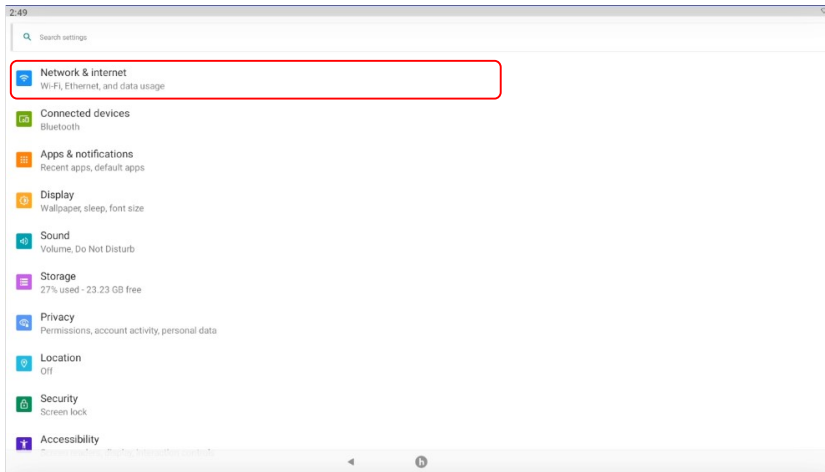 2:49
Search settings
Network & internet
Wi-Fi, Ethernet, and data usage
Connected devices
Bluetooth
Apps & notifications
Recent apps, default apps
Display
Wallpaper, sleep, font size
Sound
Volume, Do Not Disturb
Storage
27% used - 23.23 GB free
Privacy
Permissions, account activity, personal data
Location
Off
Security
Screen lock
Accessibility